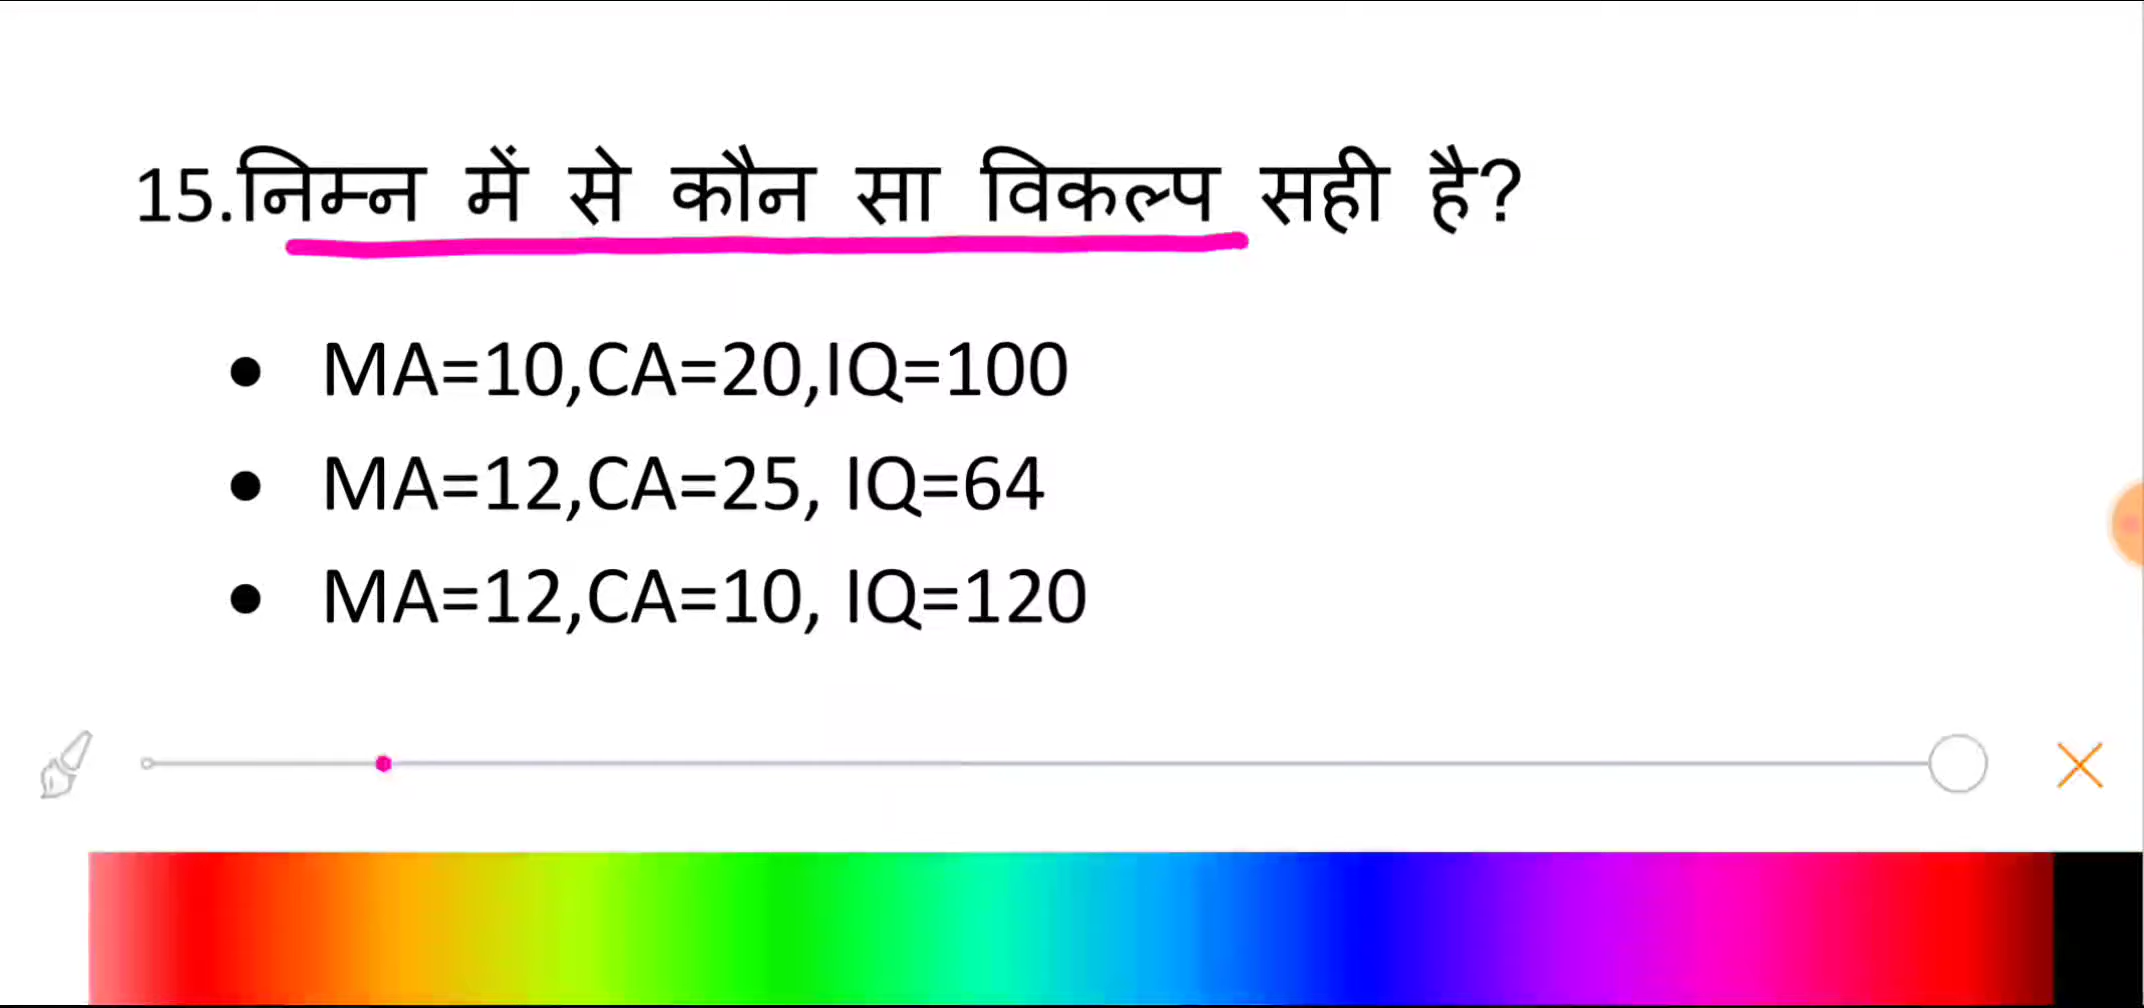 15.निम्न में से कौन सा विकल्प सही है?
● MA=10,CA=20,IQ=100
● MA=12,CA=25, IQ=64
● MA=12,CA=10, IQ=120